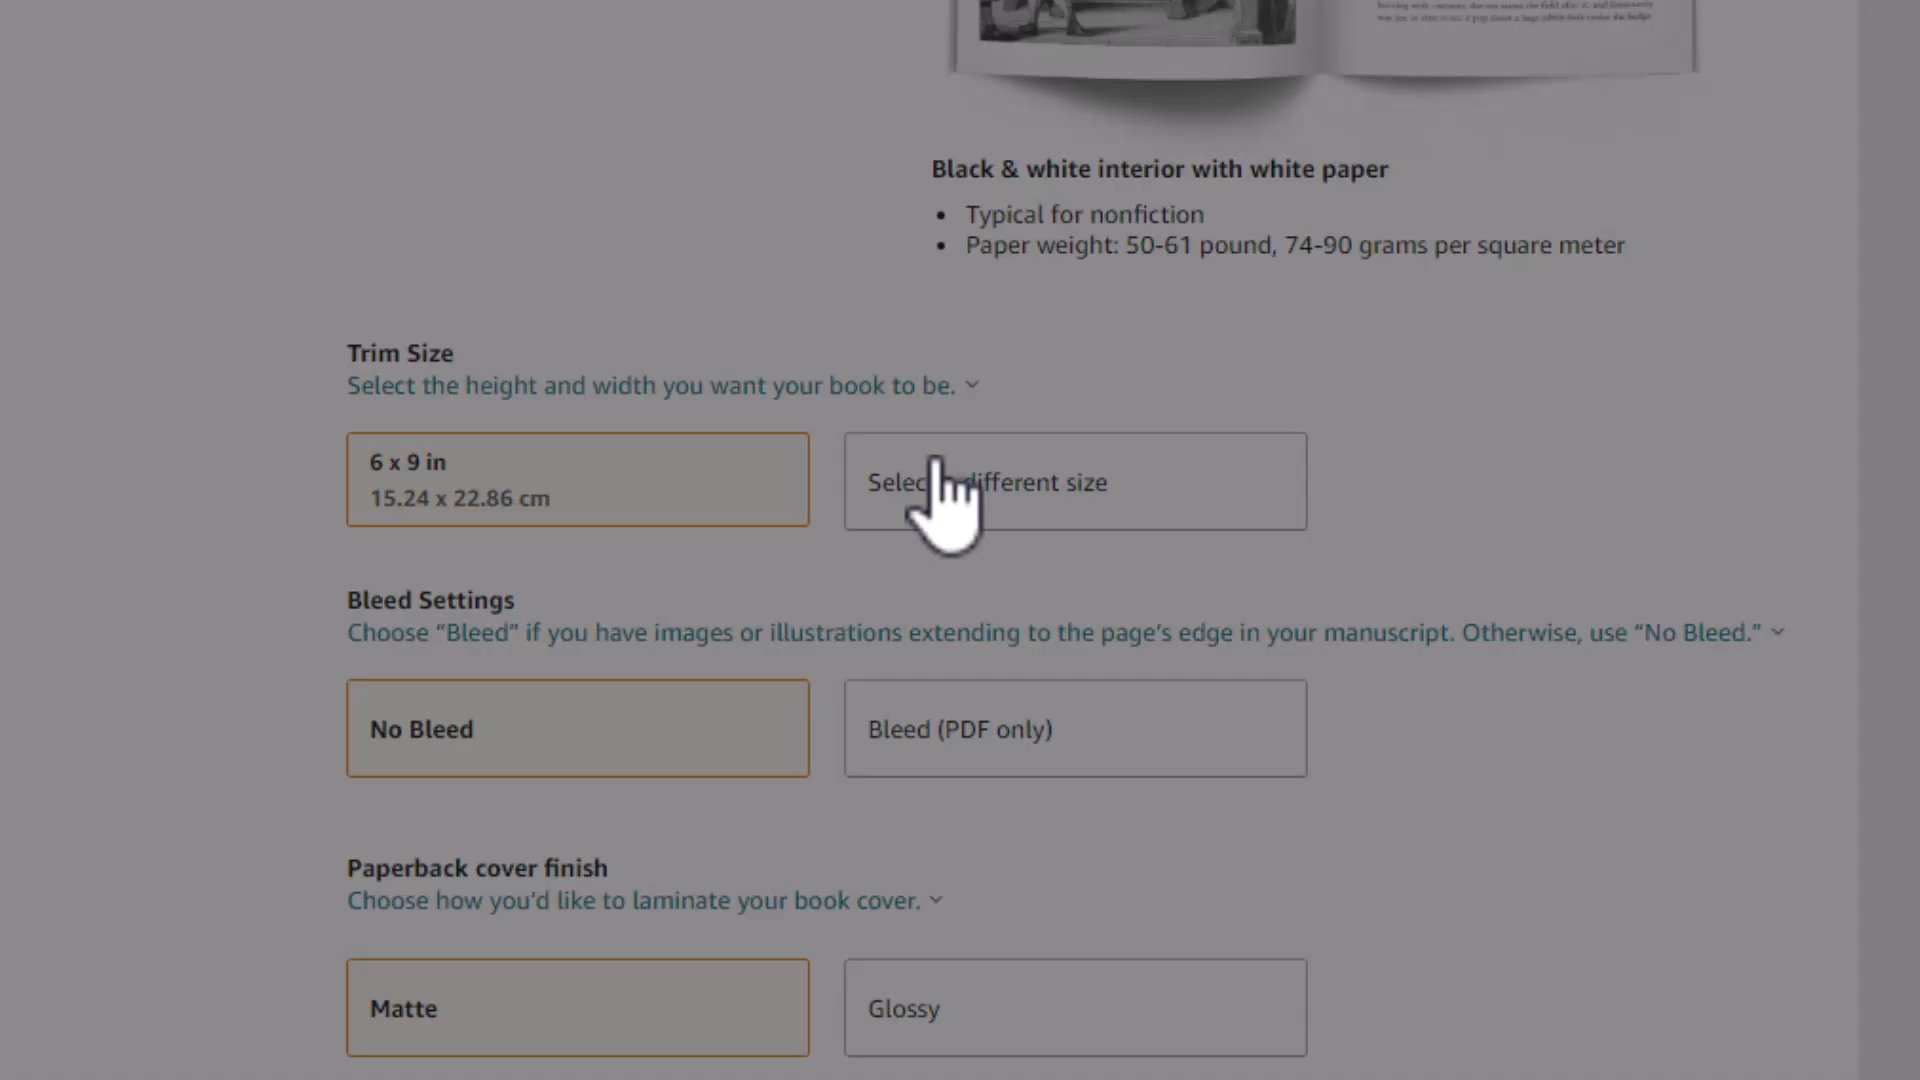 Black & white interior with white paper
• Typical for nonfiction
• Paper weight: 50-61 pound, 74-90 grams per square meter
Trim Size
Select the height and width you want your book to be.
6 x 9 in
15.24 x 22.86 cm
Selec different size
Bleed Settings
Choose “Bleed” if you have images or illustrations extending to the page’s edge in your manuscript. Otherwise, use “No Bleed.”
No Bleed
Bleed (PDF only)
Paperback cover finish
Choose how you’d like to laminate your book cover.
Matte
Glossy